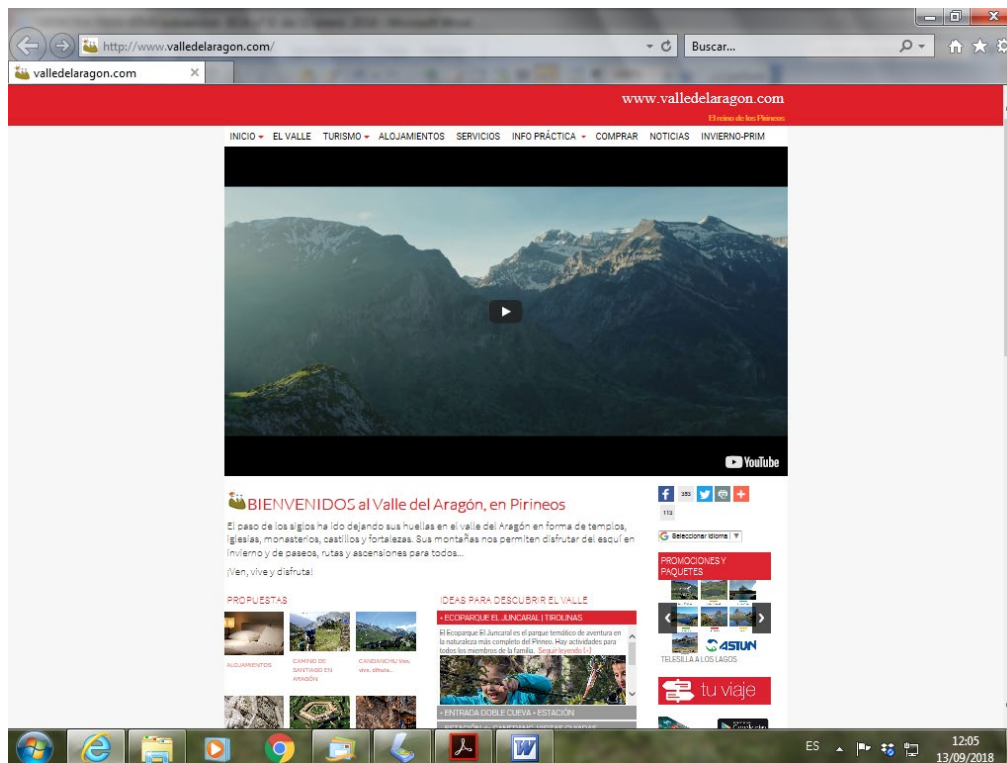 http://www.valledelaragon.com/
Buscar...
valledelaragon.com
www.valledelaragon.com
El reino de los Pirineos
INICIO EL VALLE TURISMO ALOJAMIENTOS SERVICIOS INFO PRÁCTICA COMPRAR NOTICIAS INVIERNO-PRIM
YouTube
BIENVENIDOS al Valle del Aragón, en Pirineos
El paso de los siglos ha ido dejando sus huellas en el valle del Aragón en forma de templos,
iglesias, monasterios, castillos y fortalezas. Sus montañas nos permiten disfrutar del esquí en
invierno y de paseos, rutas y ascensiones para todos...
¡Ven, vive y disfruta!
383
113
Seleccionar idioma
PROMOCIONES Y
PAQUETES
ASTUN
TELESILLA A LOS LAGOS
tu viaje
PROPUESTAS
ALOJAMIENTOS
CAMINO DE
SANTIAGO EN
ARAGÓN
CANDANCHU Ven,
vive, disfruta...
IDEAS PARA DESCUBRIR EL VALLE
• ECOPARQUE EL JUNCARAL | TIROLINAS
El Ecoparque El Juncaral es el parque temático de aventura en
la naturaleza más completo del Pirineo. Hay actividades para
todos los miembros de la familia. Seguir leyendo [+]
• ENTRADA DOBLE CUEVA + ESTACIÓN
ES
12:05
13/09/2018